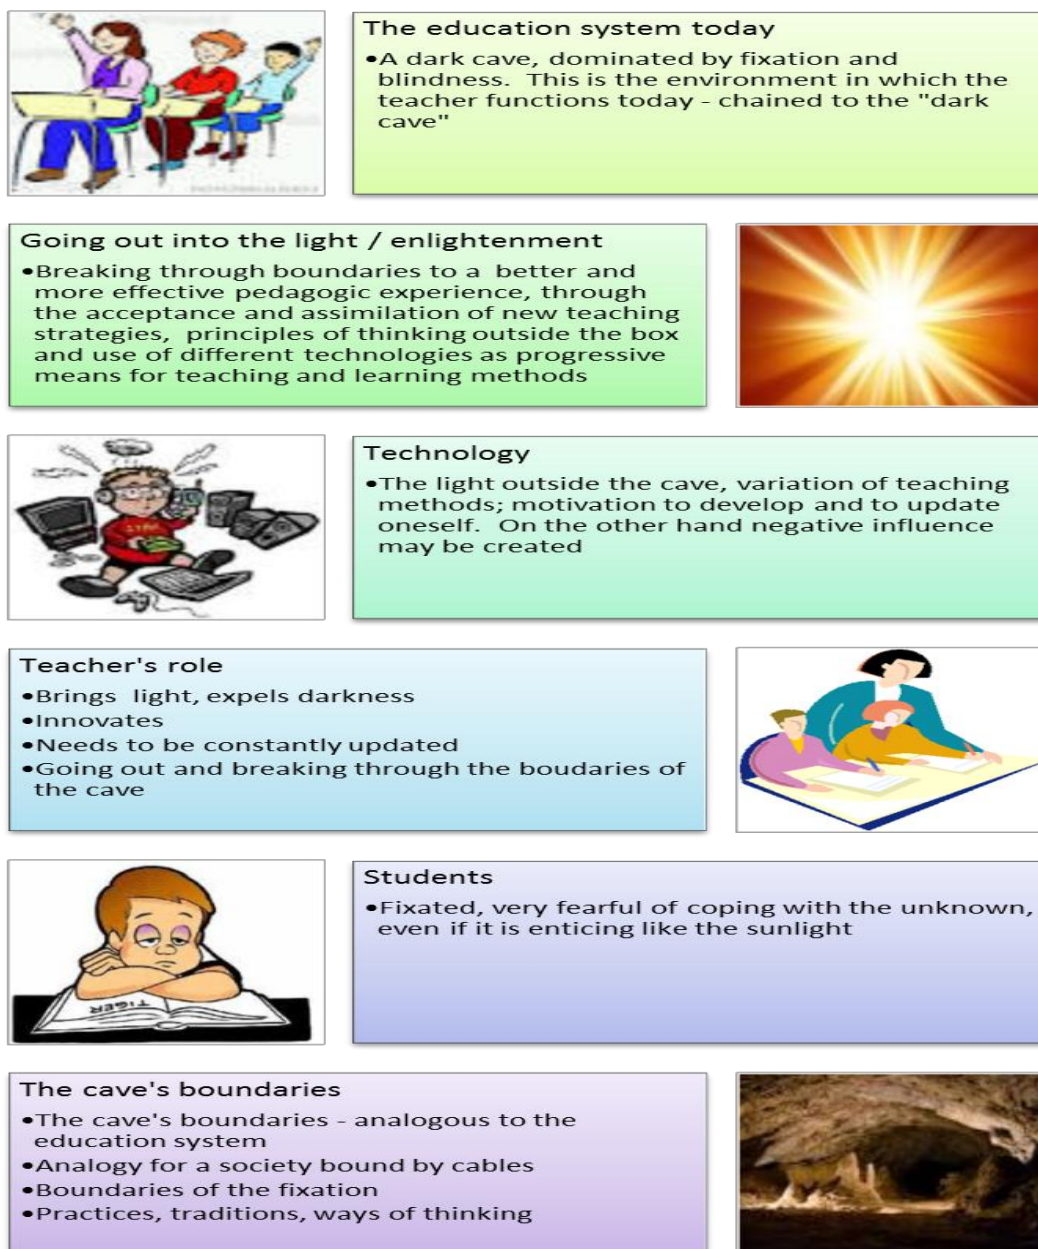 The education system today
•A dark cave, dominated by fixation and
blindness. This is the environment in which the
teacher functions today - chained to the "dark
cave"
Going out into the light / enlightenment
•Breaking through boundaries to a better and
more effective pedagogic experience, through
the acceptance and assimilation of new teaching
strategies, principles of thinking outside the box
and use of different technologies as progressive
means for teaching and learning methods
Technology
•The light outside the cave, variation of teaching
methods; motivation to develop and to update
oneself. On the other hand negative influence
may be created
Teacher's role
•Brings light, expels darkness
•Innovates
•Needs to be constantly updated
•Going out and breaking through the boudaries of
the cave
Students
•Fixated, very fearful of coping with the unknown,
even if it is enticing like the sunlight
TIGER
The cave's boundaries
•The cave's boundaries - analogous to the
education system
•Analogy for a society bound by cables
•Boundaries of the fixation
•Practices, traditions, ways of thinking